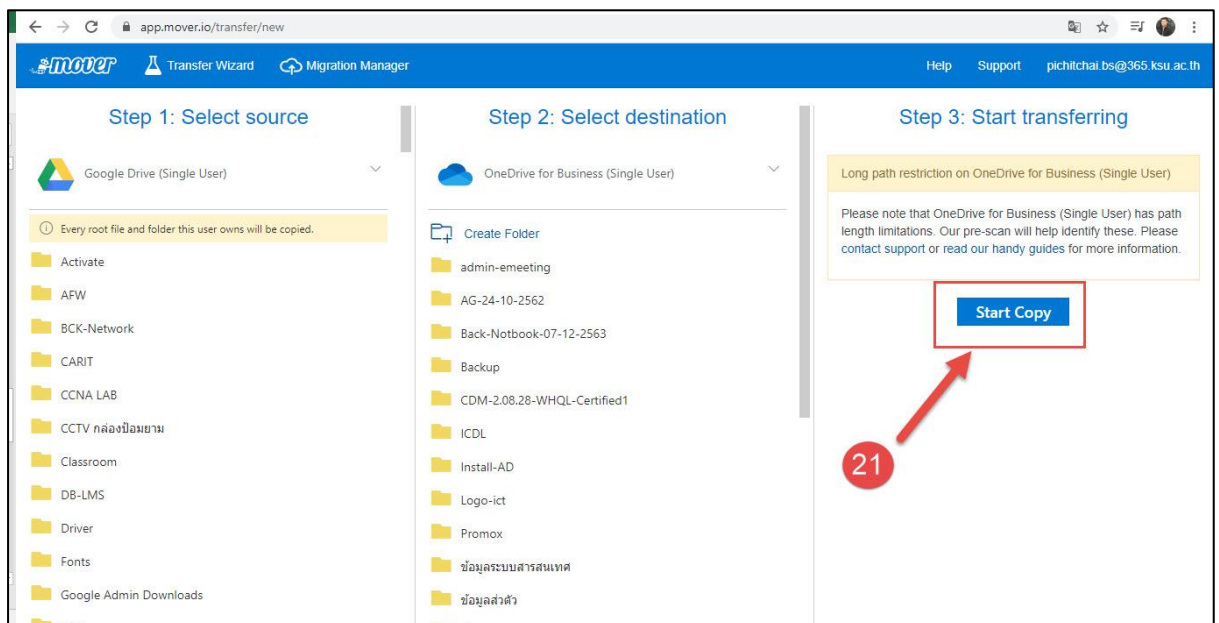 app.mover.io/transfer/new
mover Transfer Wizard Migration Manager Help Support pichitchai.bs@365.ksu.ac.th
Step 1: Select source
Google Drive (Single User)
Every root file and folder this user owns will be copied.
Activate
AFW
BCK-Network
CARIT
CCNA LAB
CCTV กล่องป้อมยาม
Classroom
DB-LMS
Driver
Fonts
Google Admin Downloads
Step 2: Select destination
OneDrive for Business (Single User)
Create Folder
admin-emeeting
AG-24-10-2562
Back-Notbook-07-12-2563
Backup
CDM-2.08.28-WHQL-Certified1
ICDL
Install-AD
Logo-ict
Promox
ข้อมูลระบบสารสนเทศ
ข้อมูลส่วตัว
Step 3: Start transferring
Long path restriction on OneDrive for Business (Single User)
Please note that OneDrive for Business (Single User) has path
length limitations. Our pre-scan will help identify these. Please
contact support or read our handy guides for more information.
Start Copy
21